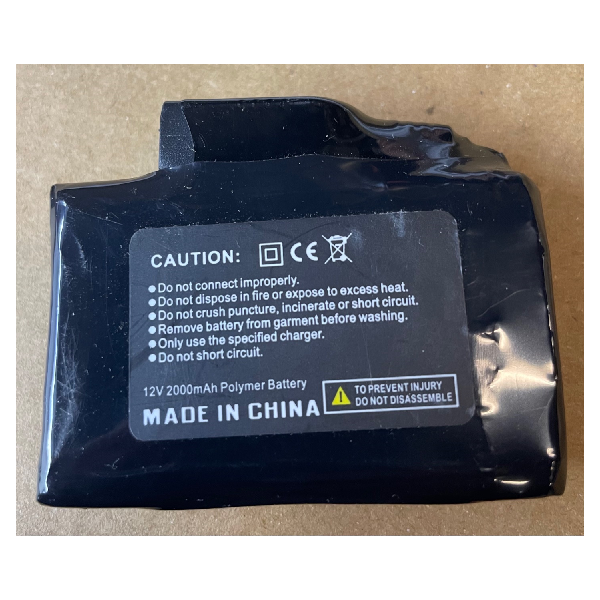 CAUTION: CE
●Do not connect improperly.
●Do not dispose in fire or expose to excess heat.
●Do not crush puncture, incinerate or short circuit.
●Remove battery from garment before washing.
●Only use the specified charger.
●Do not short circuit.
12V 2000mAh Polymer Battery
MADE IN CHINA
TO PREVENT INJURY
DO NOT DISASSEMBLE